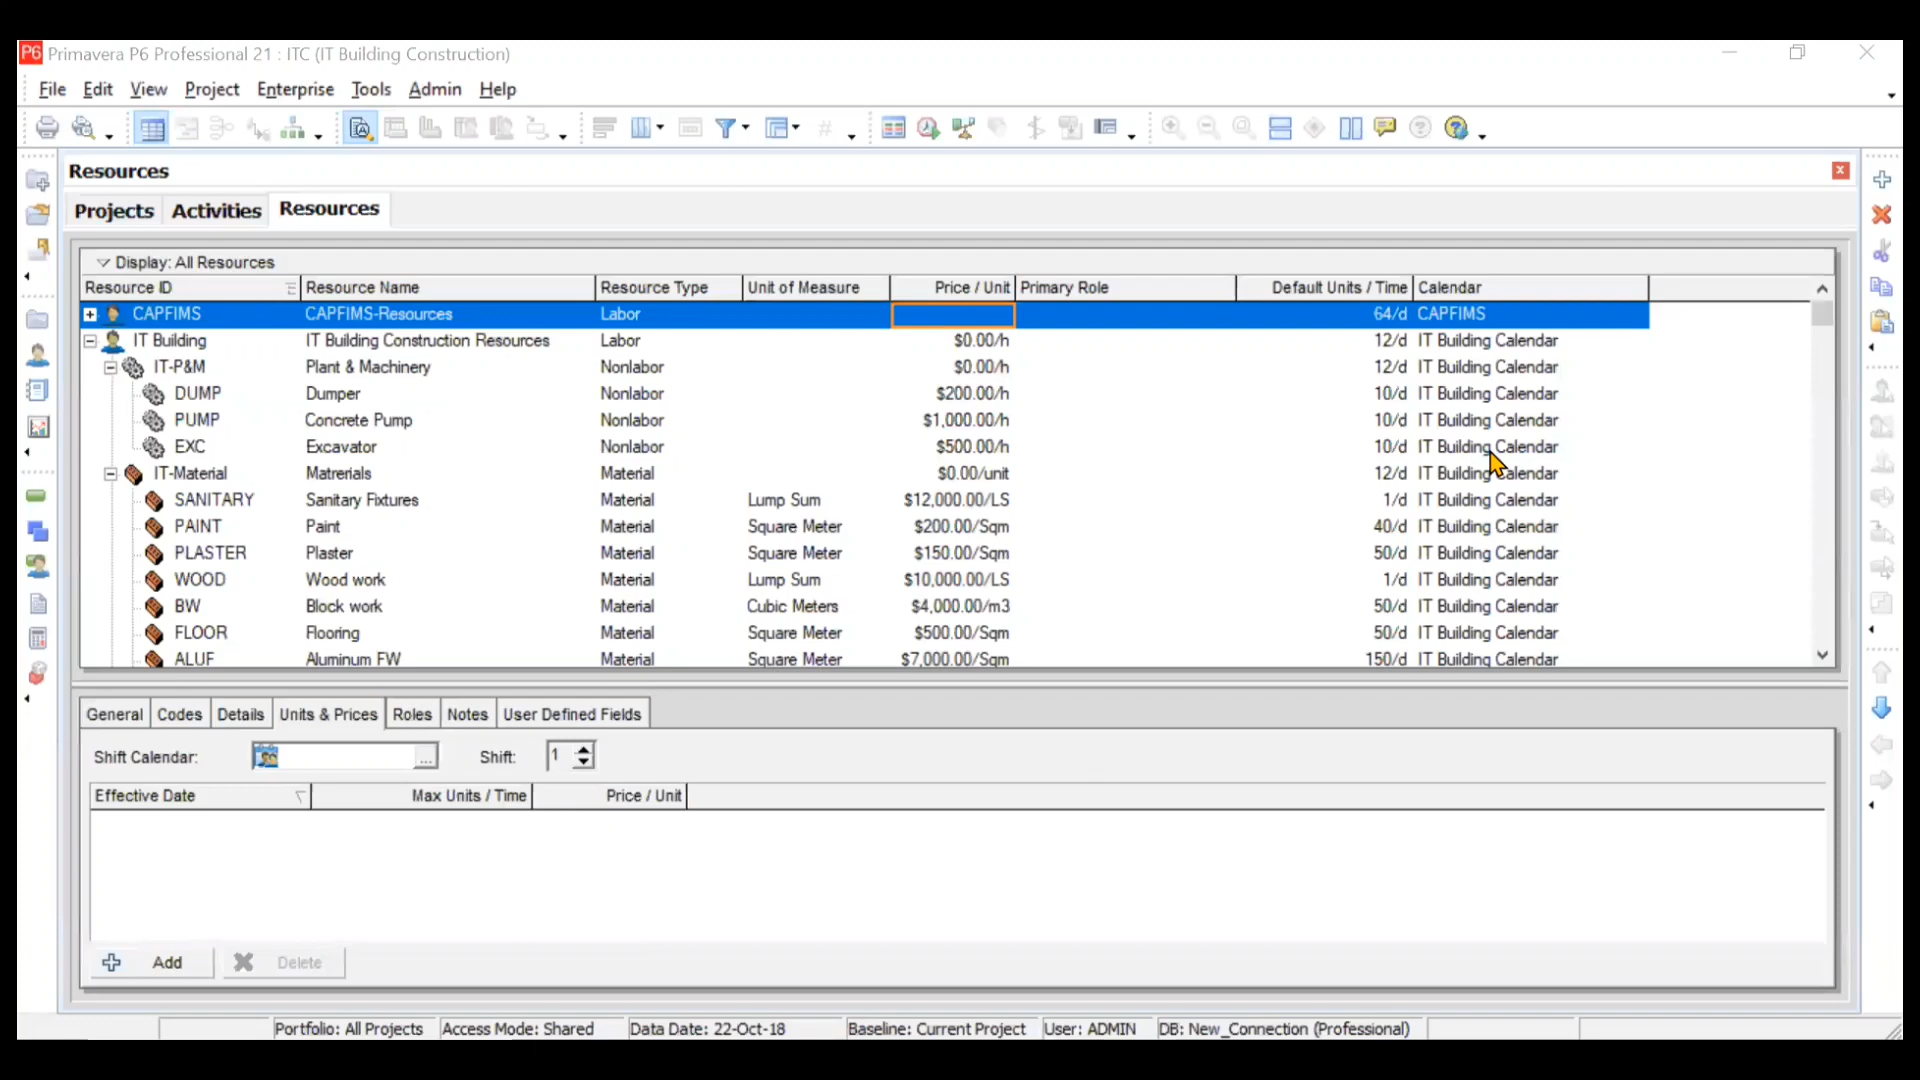 P6 Primavera P6 Professional 21 : ITC (IT Building Construction)
File Edit View Project Enterprise Tools Admin Help
Resources
Projects Activities Resources
Display: All Resources
Resource ID Resource Name Resource Type Unit of Measure Price / Unit Primary Role Default Units / Time Calendar
CAPFIMS CAPFIMS-Resources Labor 64/d CAPFIMS
IT Building IT Building Construction Resources Labor $0.00/h 12/d IT Building Calendar
IT-P&M Plant & Machinery Nonlabor $0.00/h 12/d IT Building Calendar
DUMP Dumper Nonlabor $200.00/h 10/d IT Building Calendar
PUMP Concrete Pump Nonlabor $1,000.00/h 10/d IT Building Calendar
EXC Excavator Nonlabor $500.00/h 10/d IT Building Calendar
IT-Material Matrerials Material $0.00/unit 12/d IT Building Calendar
SANITARY Sanitary Fixtures Material Lump Sum $12,000.00/LS 1/d IT Building Calendar
PAINT Paint Material Square Meter $200.00/Sqm 40/d IT Building Calendar
PLASTER Plaster Material Square Meter $150.00/Sqm 50/d IT Building Calendar
WOOD Wood work Material Lump Sum $10,000.00/LS 1/d IT Building Calendar
BW Block work Material Cubic Meters $4,000.00/m3 50/d IT Building Calendar
FLOOR Flooring Material Square Meter $500.00/Sqm 50/d IT Building Calendar
ALUF Aluminum FW Material Square Meter $7,000.00/Sqm 150/d IT Building Calendar
General Codes Details Units & Prices Roles Notes User Defined Fields
Shift Calendar: ... Shift: 1
Effective Date Max Units / Time Price / Unit
Add Delete
Portfolio: All Projects Access Mode: Shared Data Date: 22-Oct-18 Baseline: Current Project User: ADMIN DB: New_Connection (Professional)